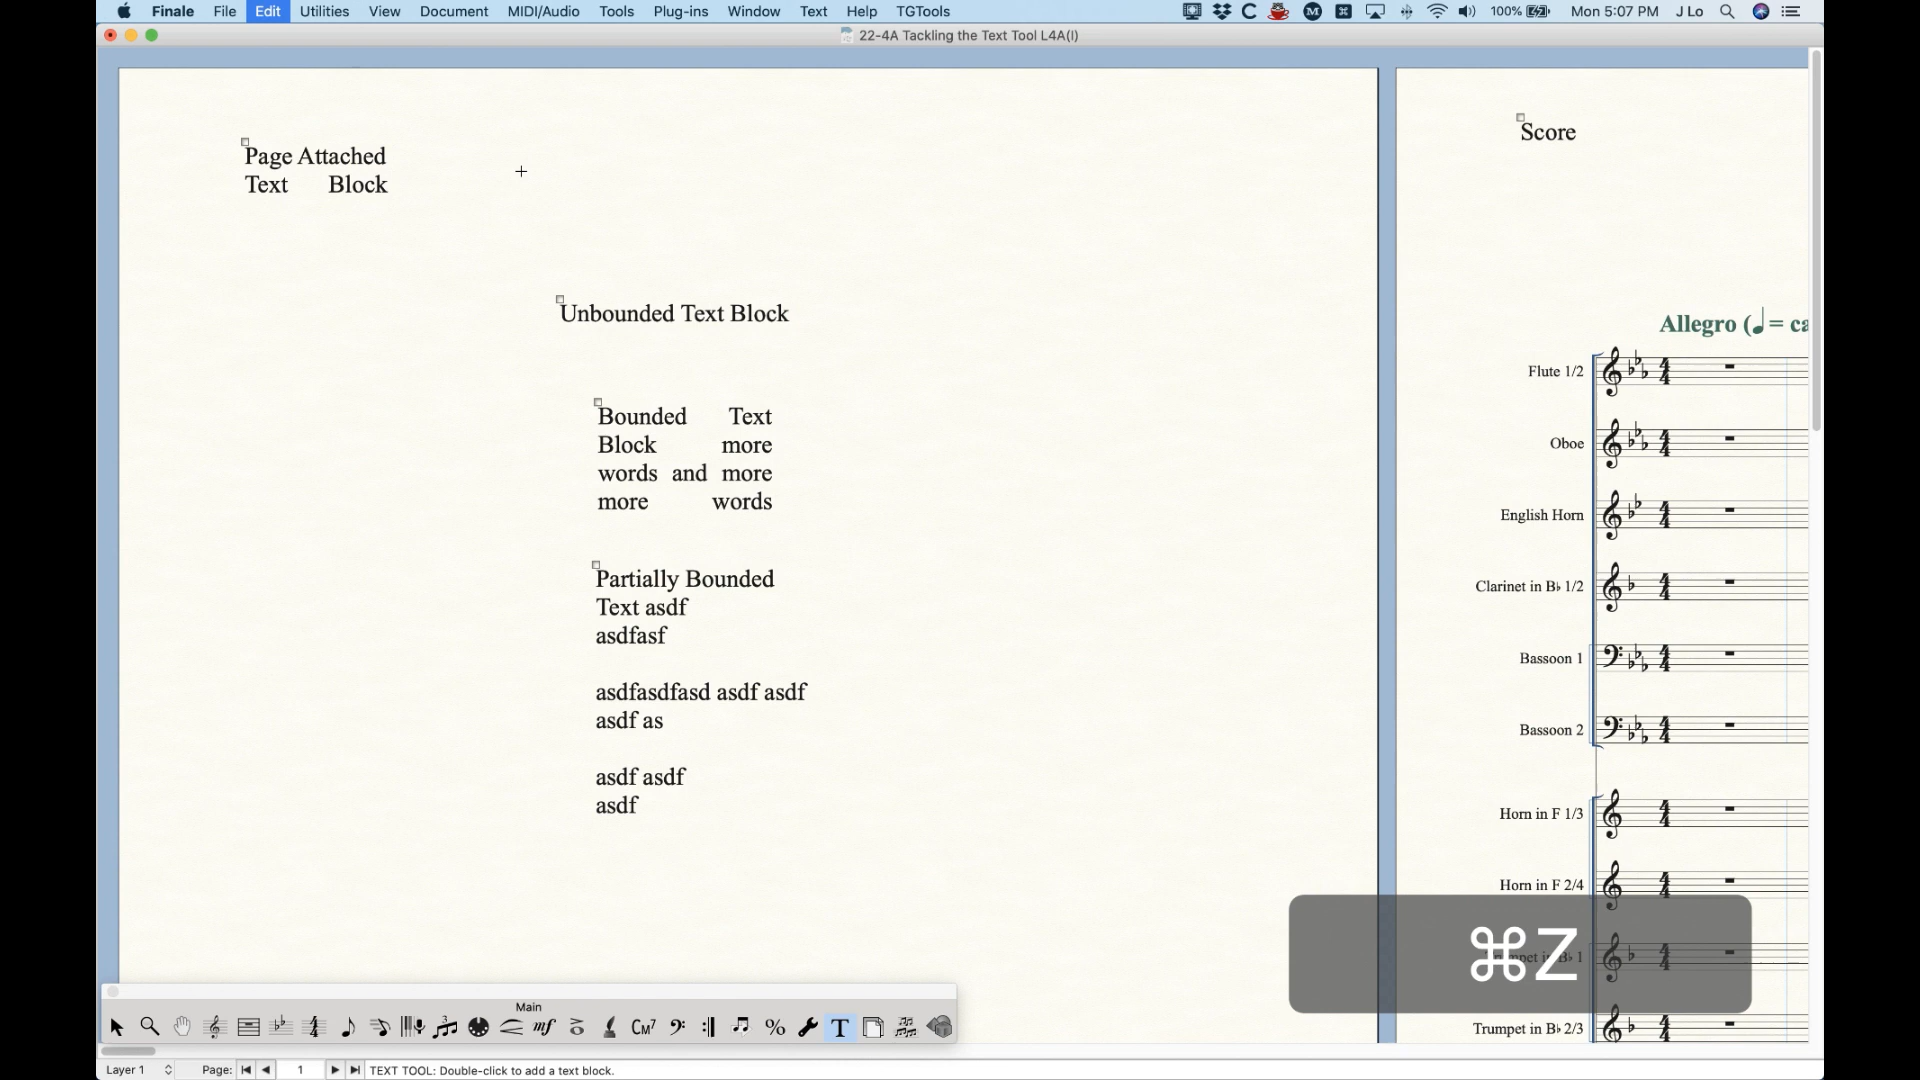 Finale File Edit Utilities View Document MIDI/Audio Tools Plug-ins Window Text Help TGTools 100% Mon 5:07 PM J Lo
22-4A Tackling the Text Tool L4A(I)
Page Attached
Text Block
Unbounded Text Block
Bounded Text
Block more
words and more
more words
Partially Bounded
Text asdf
asdfasf
asdfasdfasd asdf asdf
asdf as
asdf asdf
asdf
Score
Allegro (♩= ca
Flute 1/2
Oboe
English Horn
Clarinet in B♭ 1/2
Bassoon 1
Bassoon 2
Horn in F 1/3
Horn in F 2/4
⌘Z
Trumpet in B♭ 1
Trumpet in B♭ 2/3
Main
mf CM7 %
T
Layer 1 Page: 1 TEXT TOOL: Double-click to add a text block.